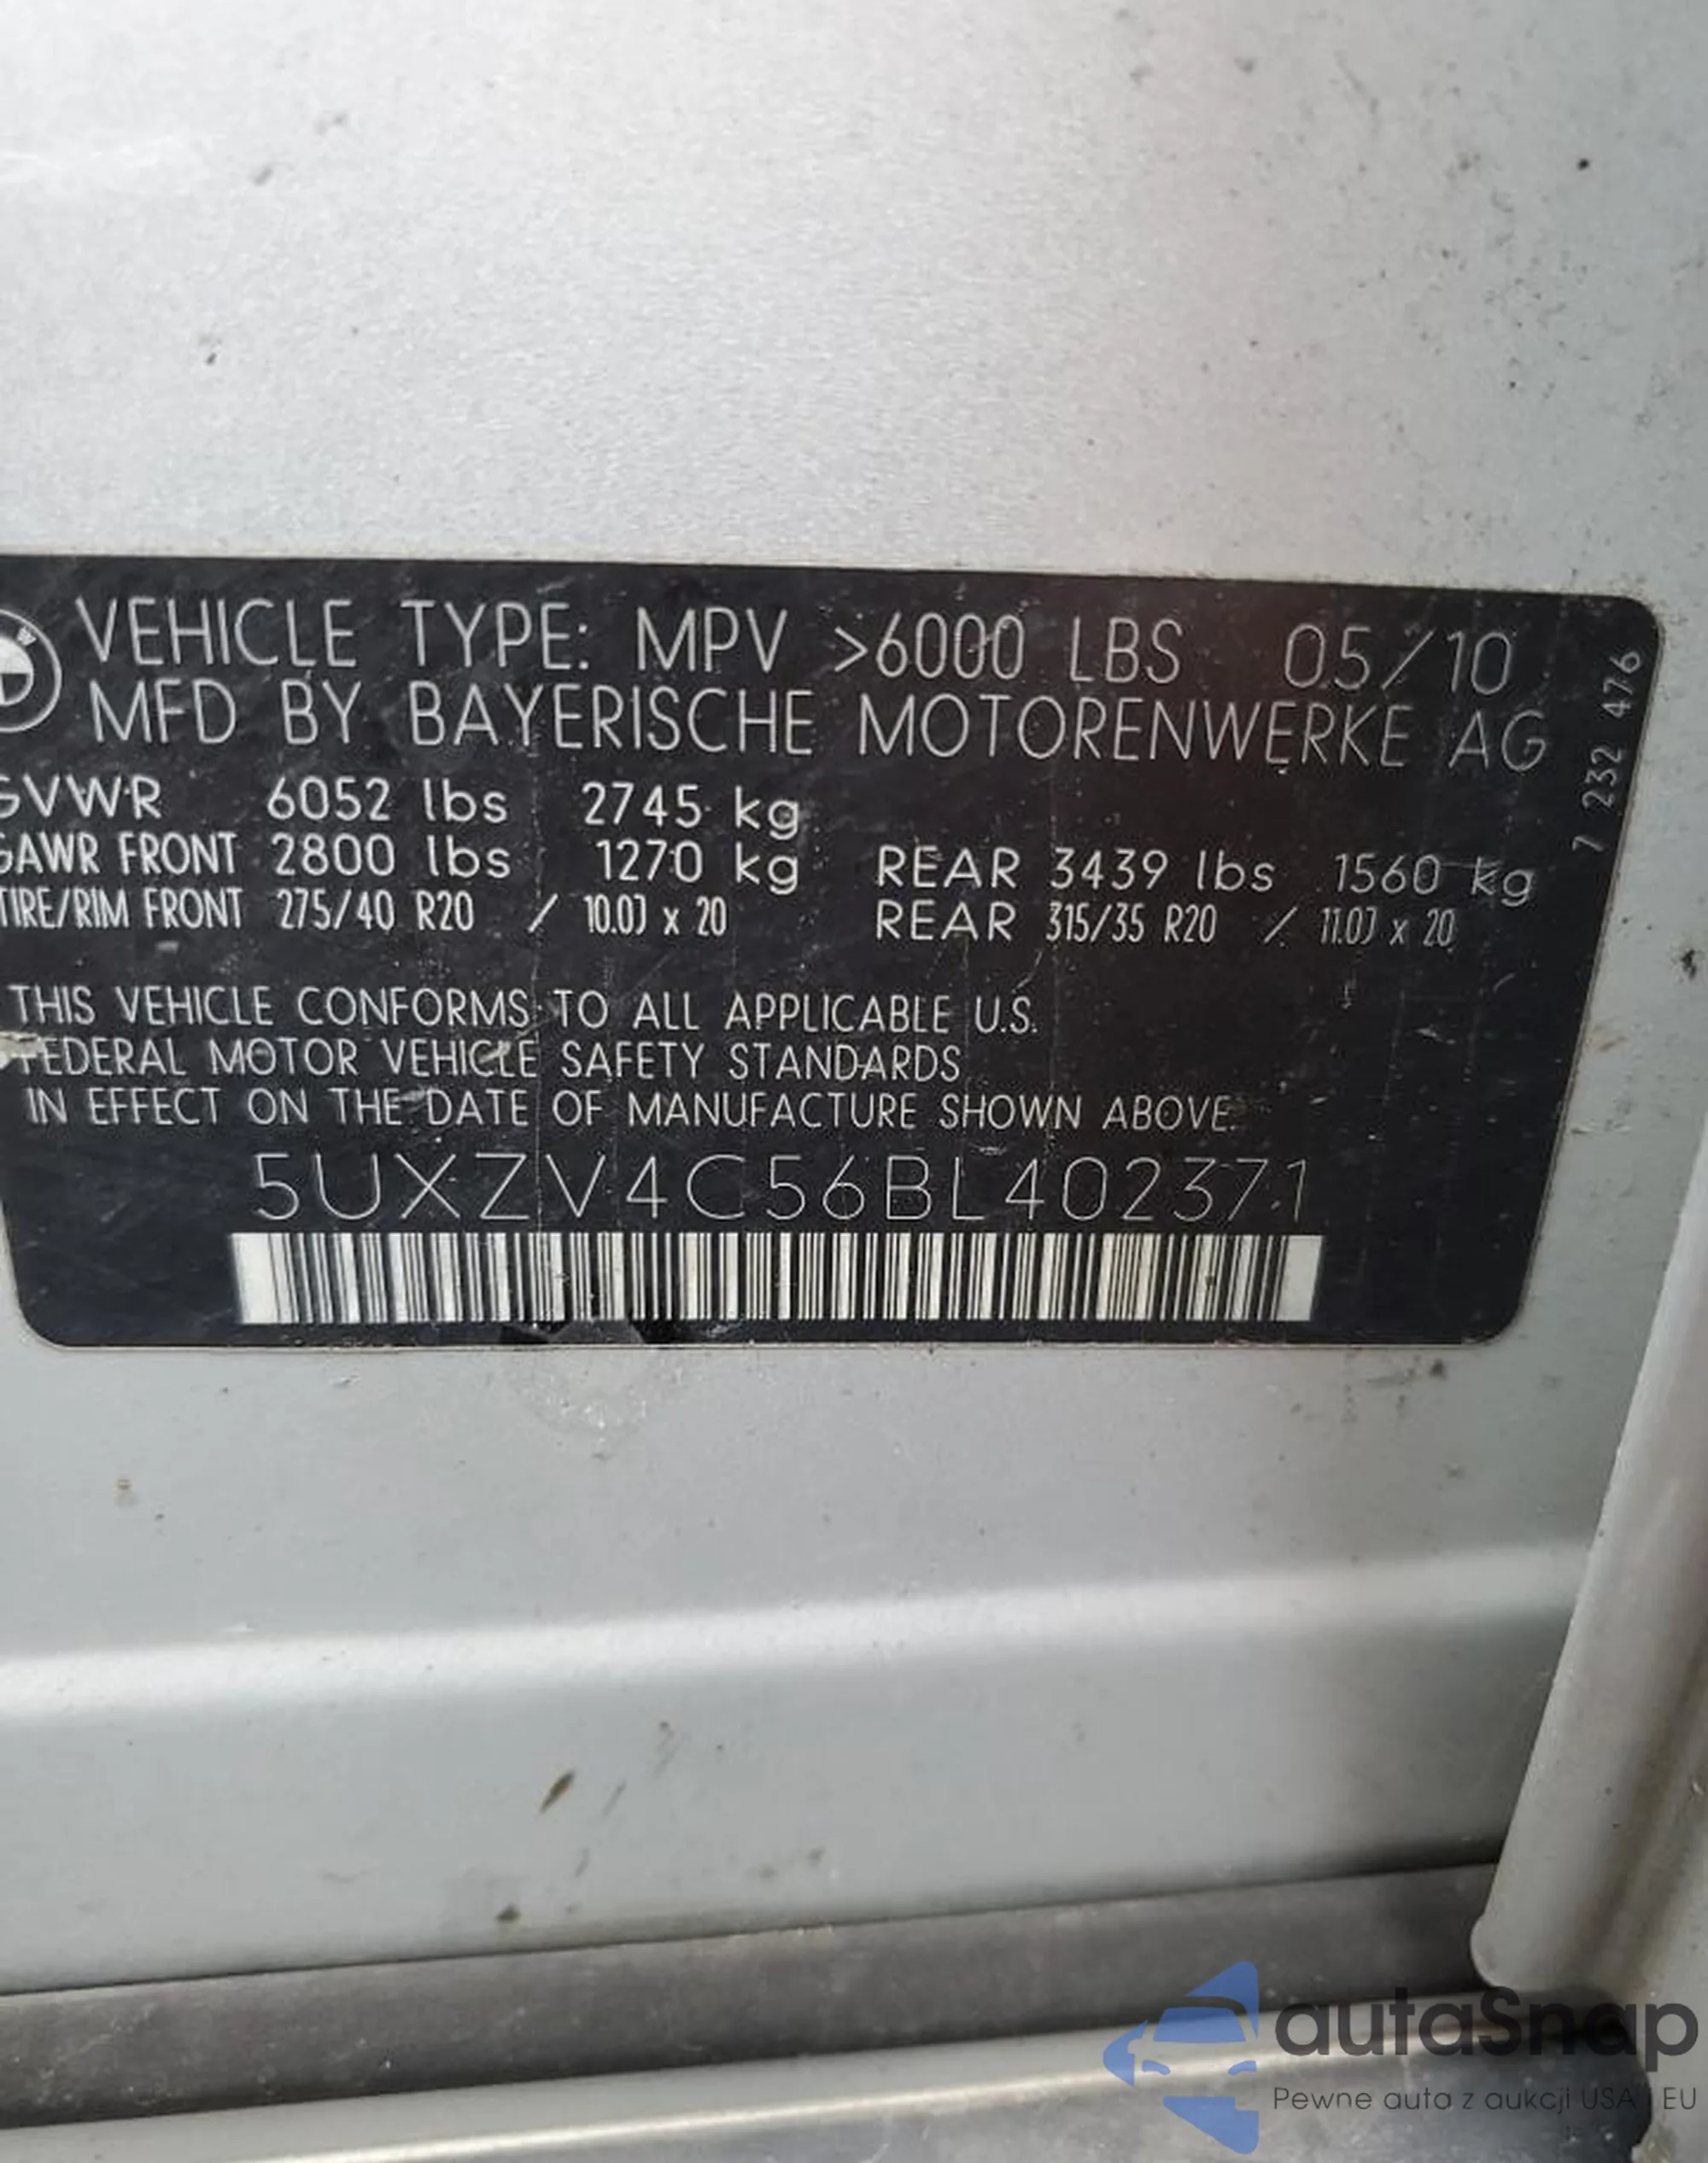 VEHICLE TYPE: MPV >6000 LBS 05/10
MFD BY BAYERISCHE MOTORENWERKE AG
GVWR 6052 lbs 2745 kg
GAWR FRONT 2800 lbs 1270 kg REAR 3439 lbs 1560 kg
TIRE/RIM FRONT 275/40 R20 / 10.0J x 20 REAR 315/35 R20 / 11.0J x 20
7 232 476
THIS VEHICLE CONFORMS TO ALL APPLICABLE U.S.
FEDERAL MOTOR VEHICLE SAFETY STANDARDS
IN EFFECT ON THE DATE OF MANUFACTURE SHOWN ABOVE.
5UXZV4C56BL402371
autaSnap
Pewne auta z aukcji USA i EU